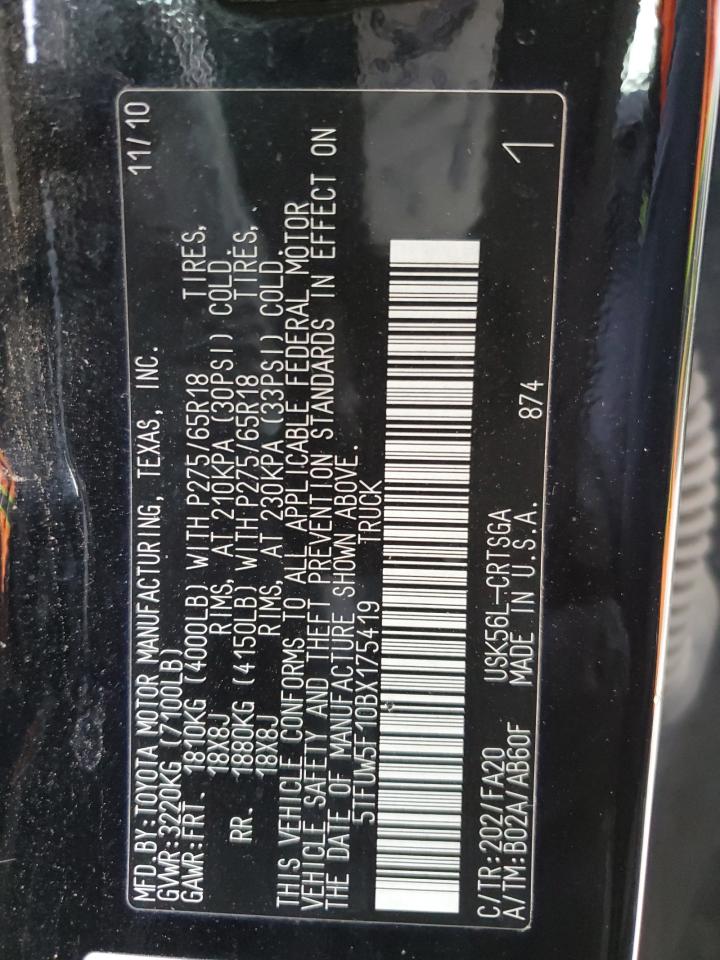 MFD.BY:TOYOTA MOTOR MANUFACTURING, TEXAS, INC. 11/10
GVWR:3220KG (7100LB)
GAWR:FRT. 1810KG (4000LB) WITH P275/65R18 TIRES,
18X8J RIMS, AT 210KPA (30PSI) COLD.
RR. 1880KG (4150LB) WITH P275/65R18 TIRES,
18X8J RIMS, AT 230KPA (33PSI) COLD.
THIS VEHICLE CONFORMS TO ALL APPLICABLE FEDERAL MOTOR
VEHICLE SAFETY AND THEFT PREVENTION STANDARDS IN EFFECT ON
THE DATE OF MANUFACTURE SHOWN ABOVE.
5TFUW5F10BX175419 TRUCK
C/TR:202/FA20 USK56L-CRTSGA
A/TM:B02A/AB60F MADE IN U.S.A. 874 1